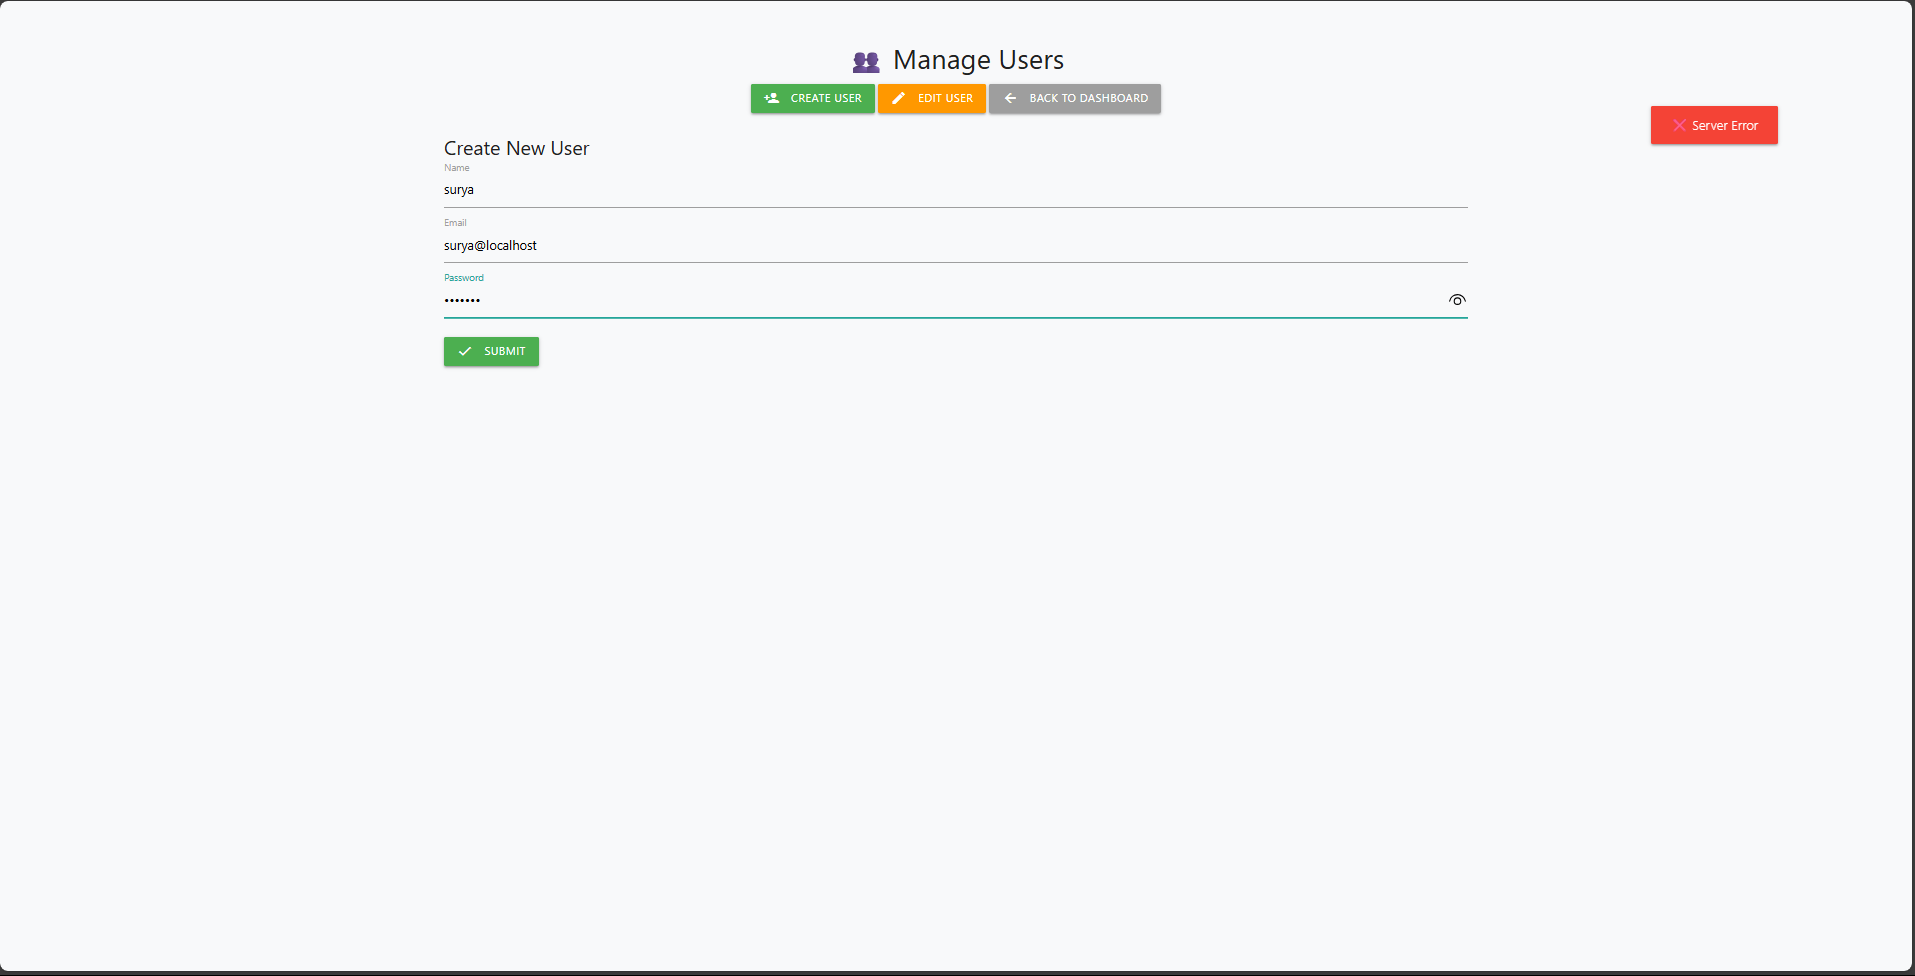 Manage Users
CREATE USER EDIT USER BACK TO DASHBOARD
Server Error
Create New User
Name
surya
Email
surya@localhost
Password
•••••••
SUBMIT